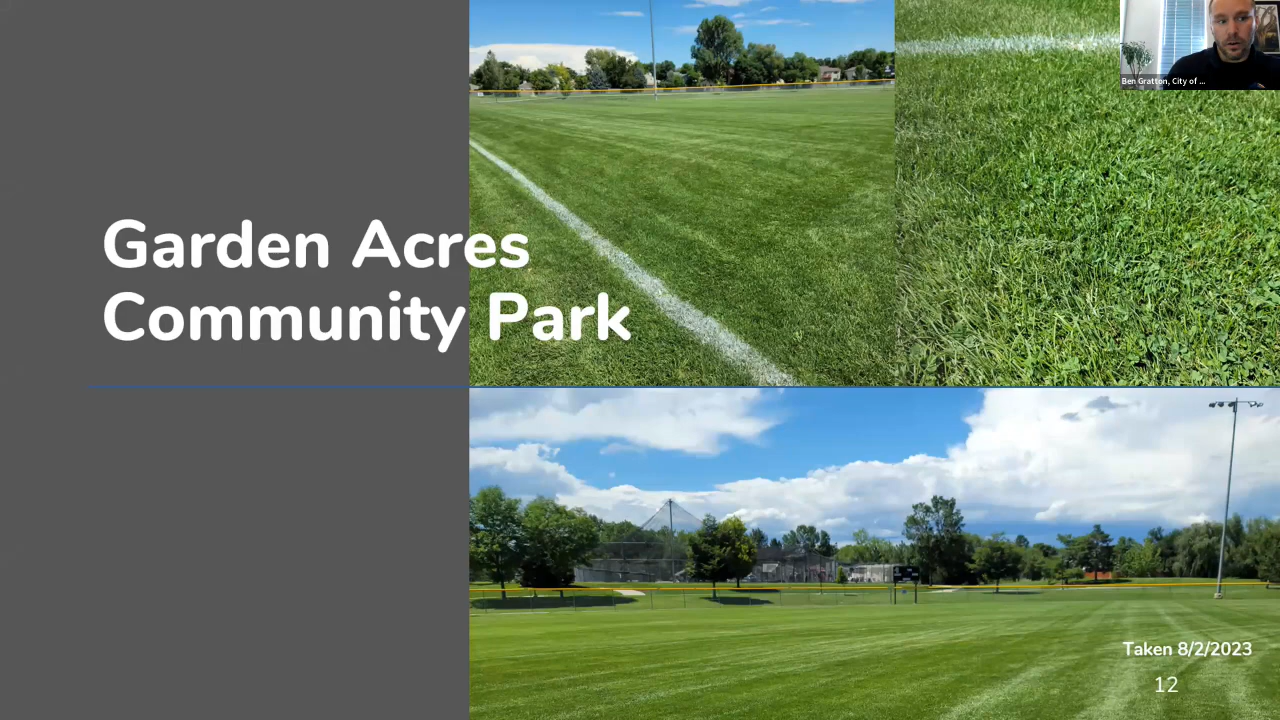 Ben Gratton, City of ...
Garden Acres
Community Park
Taken 8/2/2023
12